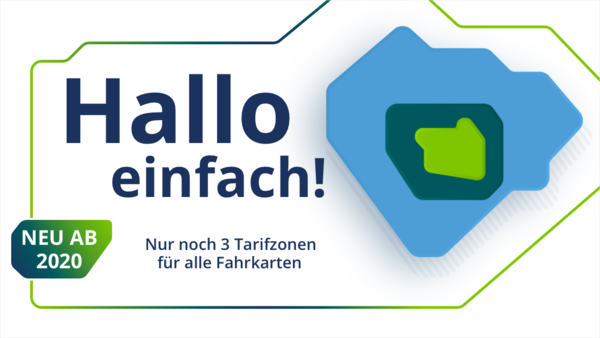 Hallo
einfach!
NEU AB
2020
Nur noch 3 Tarifzonen
für alle Fahrkarten